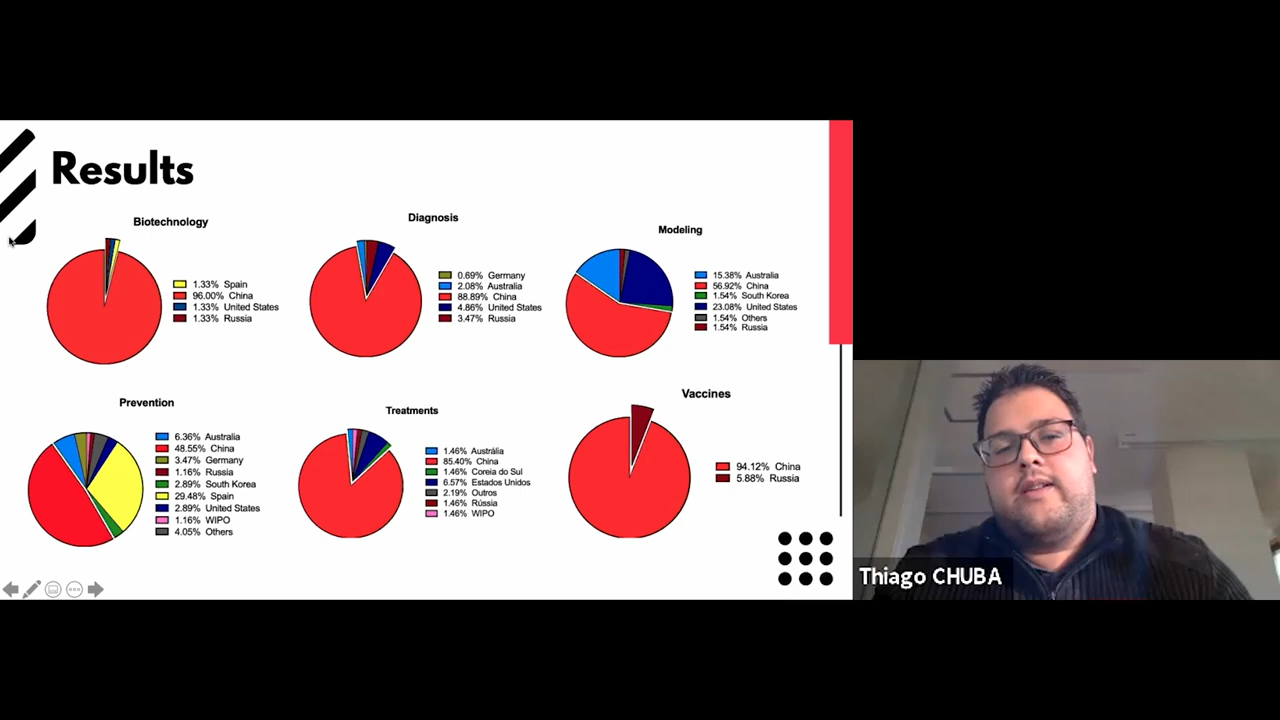 Results
Biotechnology
1.33% Spain
96.00% China
1.33% United States
1.33% Russia
Diagnosis
0.69% Germany
2.08% Australia
88.89% China
4.86% United States
3.47% Russia
Modeling
15.38% Australia
56.92% China
1.54% South Korea
23.08% United States
1.54% Others
1.54% Russia
Prevention
6.36% Australia
48.55% China
3.47% Germany
1.16% Russia
2.89% South Korea
29.48% Spain
2.89% United States
1.16% WIPO
4.05% Others
Treatments
1.46% Austrália
85.40% China
1.46% Coreia do Sul
6.57% Estados Unidos
2.19% Outros
1.46% Rússia
1.46% WIPO
Vaccines
94.12% China
5.88% Russia
Thiago CHUBA